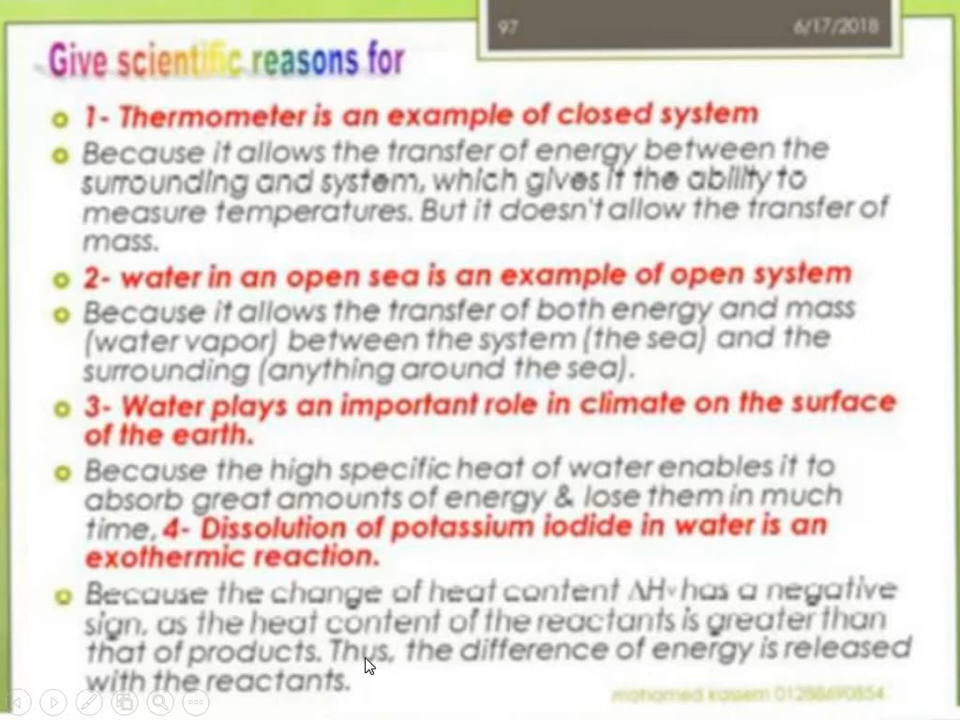 97
6/17/2018
Give scientific reasons for
1- Thermometer is an example of closed system
Because it allows the transfer of energy between the
surrounding and system, which gives it the ability to
measure temperatures. But it doesn't allow the transfer of
mass.
2- water in an open sea is an example of open system
Because it allows the transfer of both energy and mass
(water vapor) between the system (the sea) and the
surrounding (anything around the sea).
3- Water plays an important role in climate on the surface
of the earth.
Because the high specific heat of water enables it to
absorb great amounts of energy & lose them in much
time. 4- Dissolution of potassium iodide in water is an
exothermic reaction.
Because the change of heat content ΔH has a negative
sign, as the heat content of the reactants is greater than
that of products. Thus, the difference of energy is released
with the reactants.
mohamed kassem